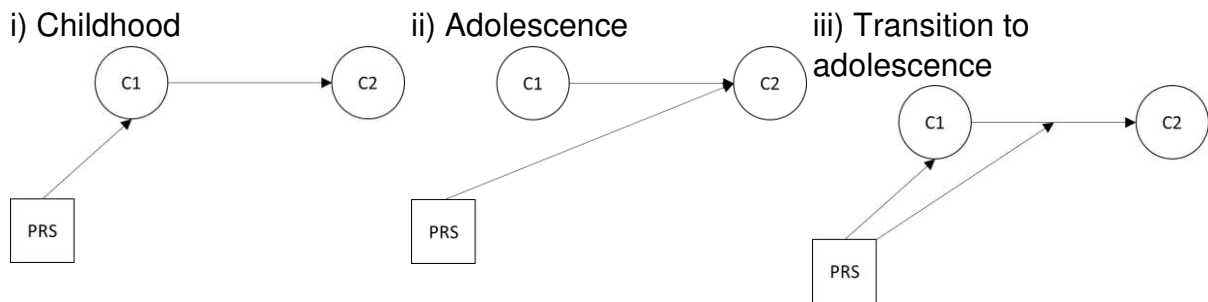 i) Childhood
C1
C2
PRS
ii) Adolescence
C1
C2
PRS
iii) Transition to
adolescence
C1
C2
PRS